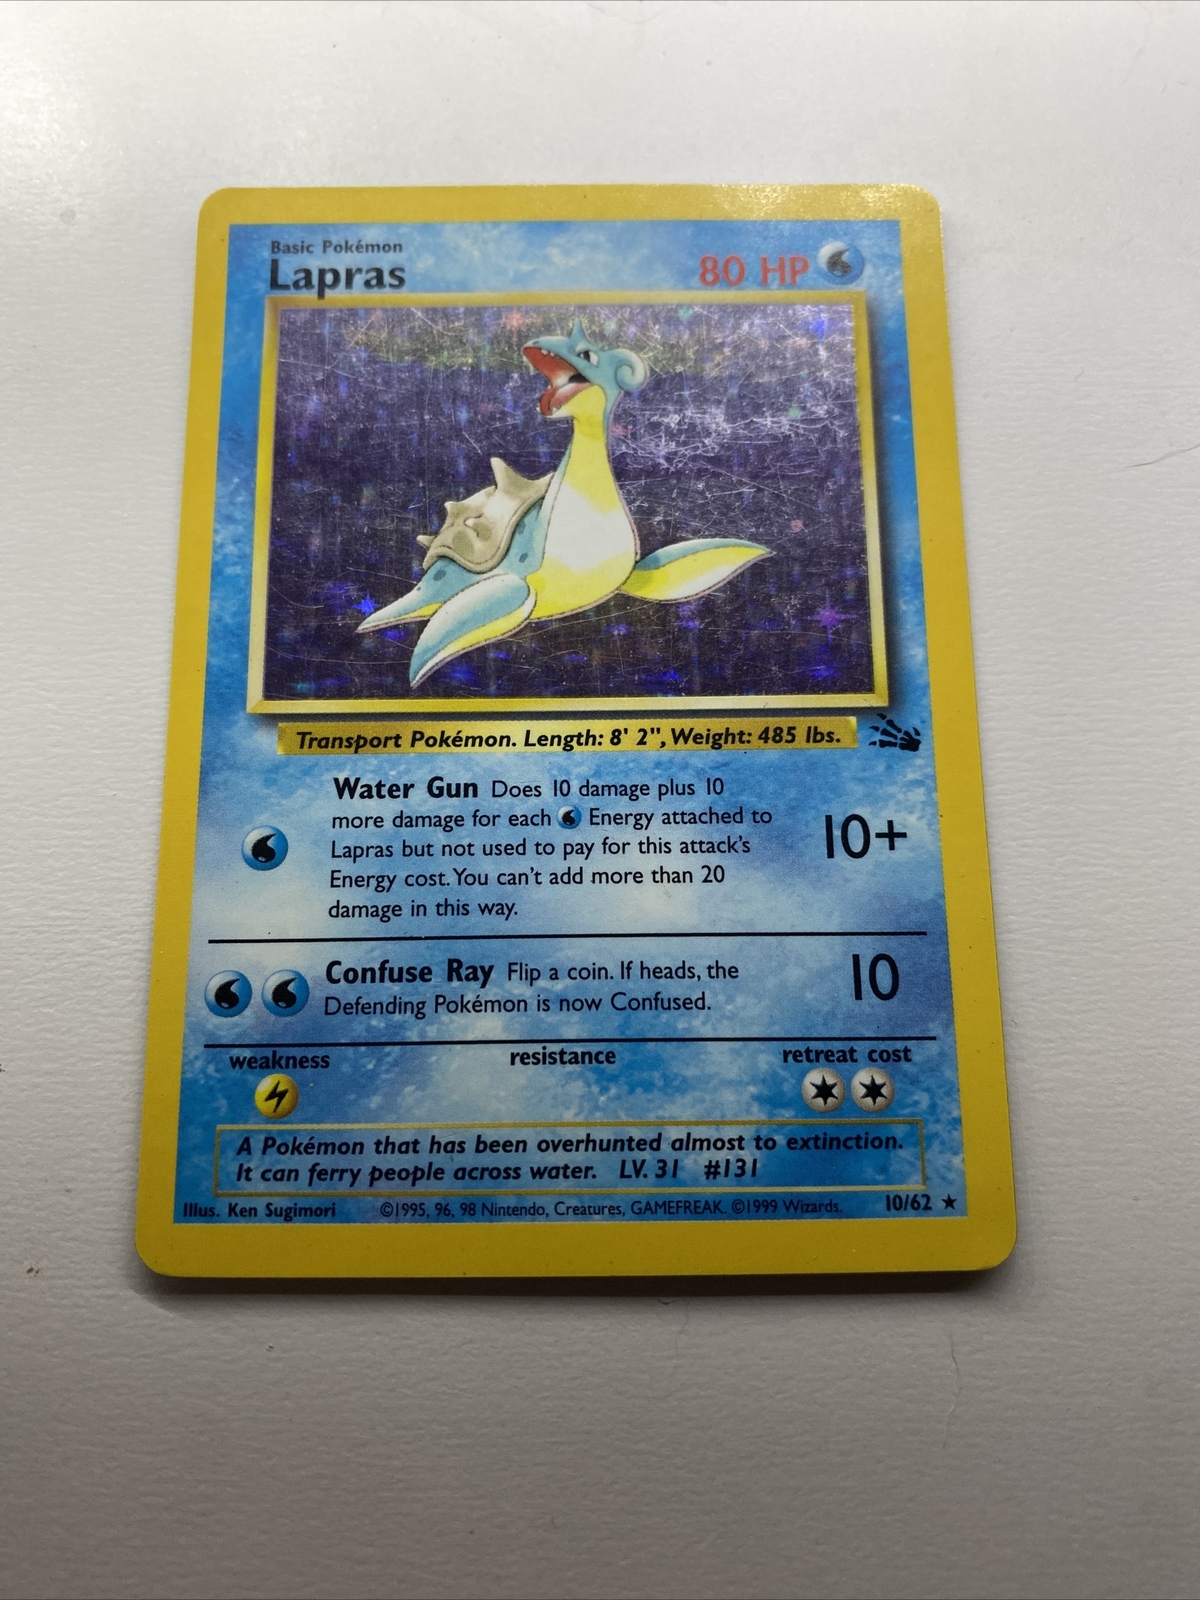 Basic Pokémon
Lapras
80 HP
Transport Pokémon. Length: 8' 2", Weight: 485 lbs.
Water Gun Does 10 damage plus 10
more damage for each Energy attached to
Lapras but not used to pay for this attack's
Energy cost. You can't add more than 20
damage in this way.
10+
Confuse Ray Flip a coin. If heads, the
Defending Pokémon is now Confused.
10
weakness
resistance
retreat cost
A Pokémon that has been overhunted almost to extinction.
It can ferry people across water. LV. 31 #131
Illus. Ken Sugimori ©1995, 96, 98 Nintendo, Creatures, GAMEFREAK. ©1999 Wizards. 10/62 ★